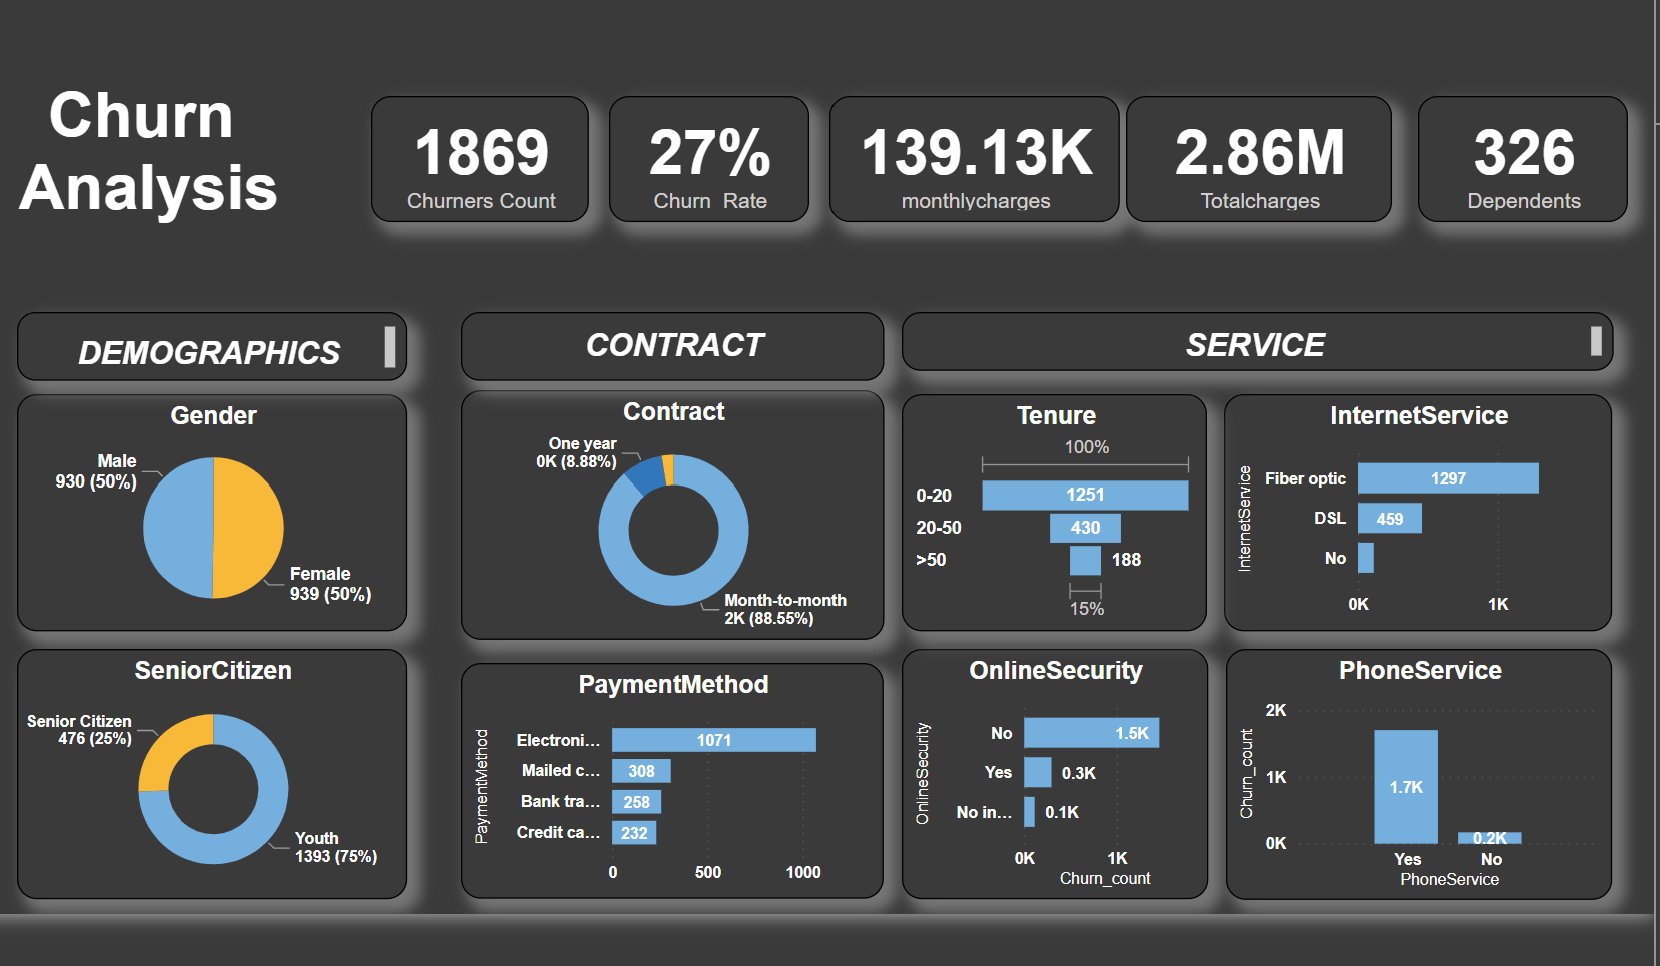 Churn
Analysis
1869
Churners Count
27%
Churn Rate
139.13K
monthlycharges
2.86M
Totalcharges
326
Dependents
DEMOGRAPHICS
CONTRACT
SERVICE
Gender
Male
930 (50%)
Female
939 (50%)
Contract
One year
0K (8.88%)
Month-to-month
2K (88.55%)
Tenure
100%
0-20
1251
20-50
430
>50
188
15%
InternetService
InternetService
Fiber optic
1297
DSL
459
No
0K
1K
SeniorCitizen
Senior Citizen
476 (25%)
Youth
1393 (75%)
PaymentMethod
PaymentMethod
Electroni...
1071
Mailed c...
308
Bank tra...
258
Credit ca...
232
0
500
1000
OnlineSecurity
OnlineSecurity
No
1.5K
Yes
0.3K
No in...
0.1K
0K
1K
Churn_count
PhoneService
Churn_count
2K
1K
0K
1.7K
0.2K
Yes
No
PhoneService